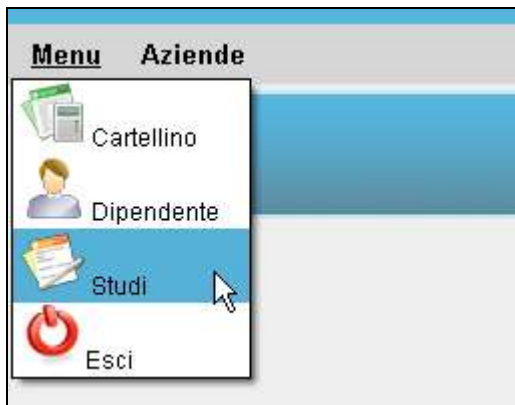 Menu Aziende
Cartellino
Dipendente
Studi
Esci